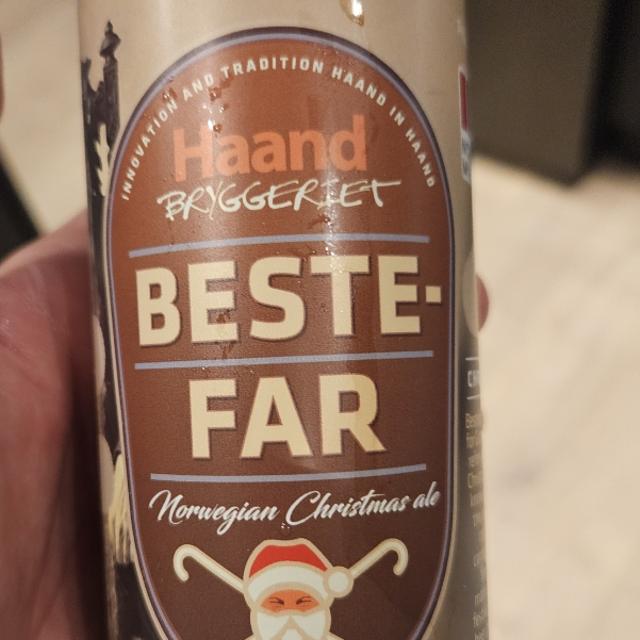 INNOVATION AND TRADITION HAAND IN HAAND
Haand
BRYGGERIET
BESTE-
FAR
Norwegian Christmas ale